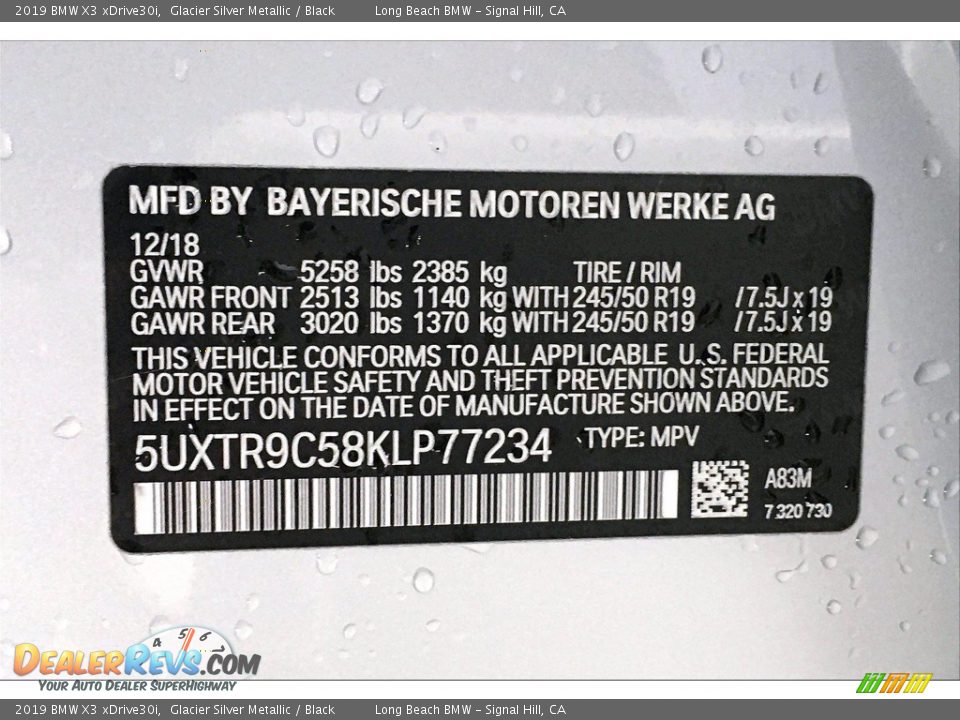 2019 BMW X3 xDrive30i, Glacier Silver Metallic / Black Long Beach BMW - Signal Hill, CA
MFD BY BAYERISCHE MOTOREN WERKE AG
12/18
GVWR 5258 lbs 2385 kg TIRE / RIM
GAWR FRONT 2513 lbs 1140 kg WITH 245/50 R19 /7.5J x 19
GAWR REAR 3020 lbs 1370 kg WITH 245/50 R19 /7.5J x 19
THIS VEHICLE CONFORMS TO ALL APPLICABLE U.S. FEDERAL
MOTOR VEHICLE SAFETY AND THEFT PREVENTION STANDARDS
IN EFFECT ON THE DATE OF MANUFACTURE SHOWN ABOVE.
5UXTR9C58KLP77234 TYPE: MPV
A83M
7 320 730
4 5 6
DEALERREVS.COM
YOUR AUTO DEALER SUPERHIGHWAY
2019 BMW X3 xDrive30i, Glacier Silver Metallic / Black Long Beach BMW - Signal Hill, CA